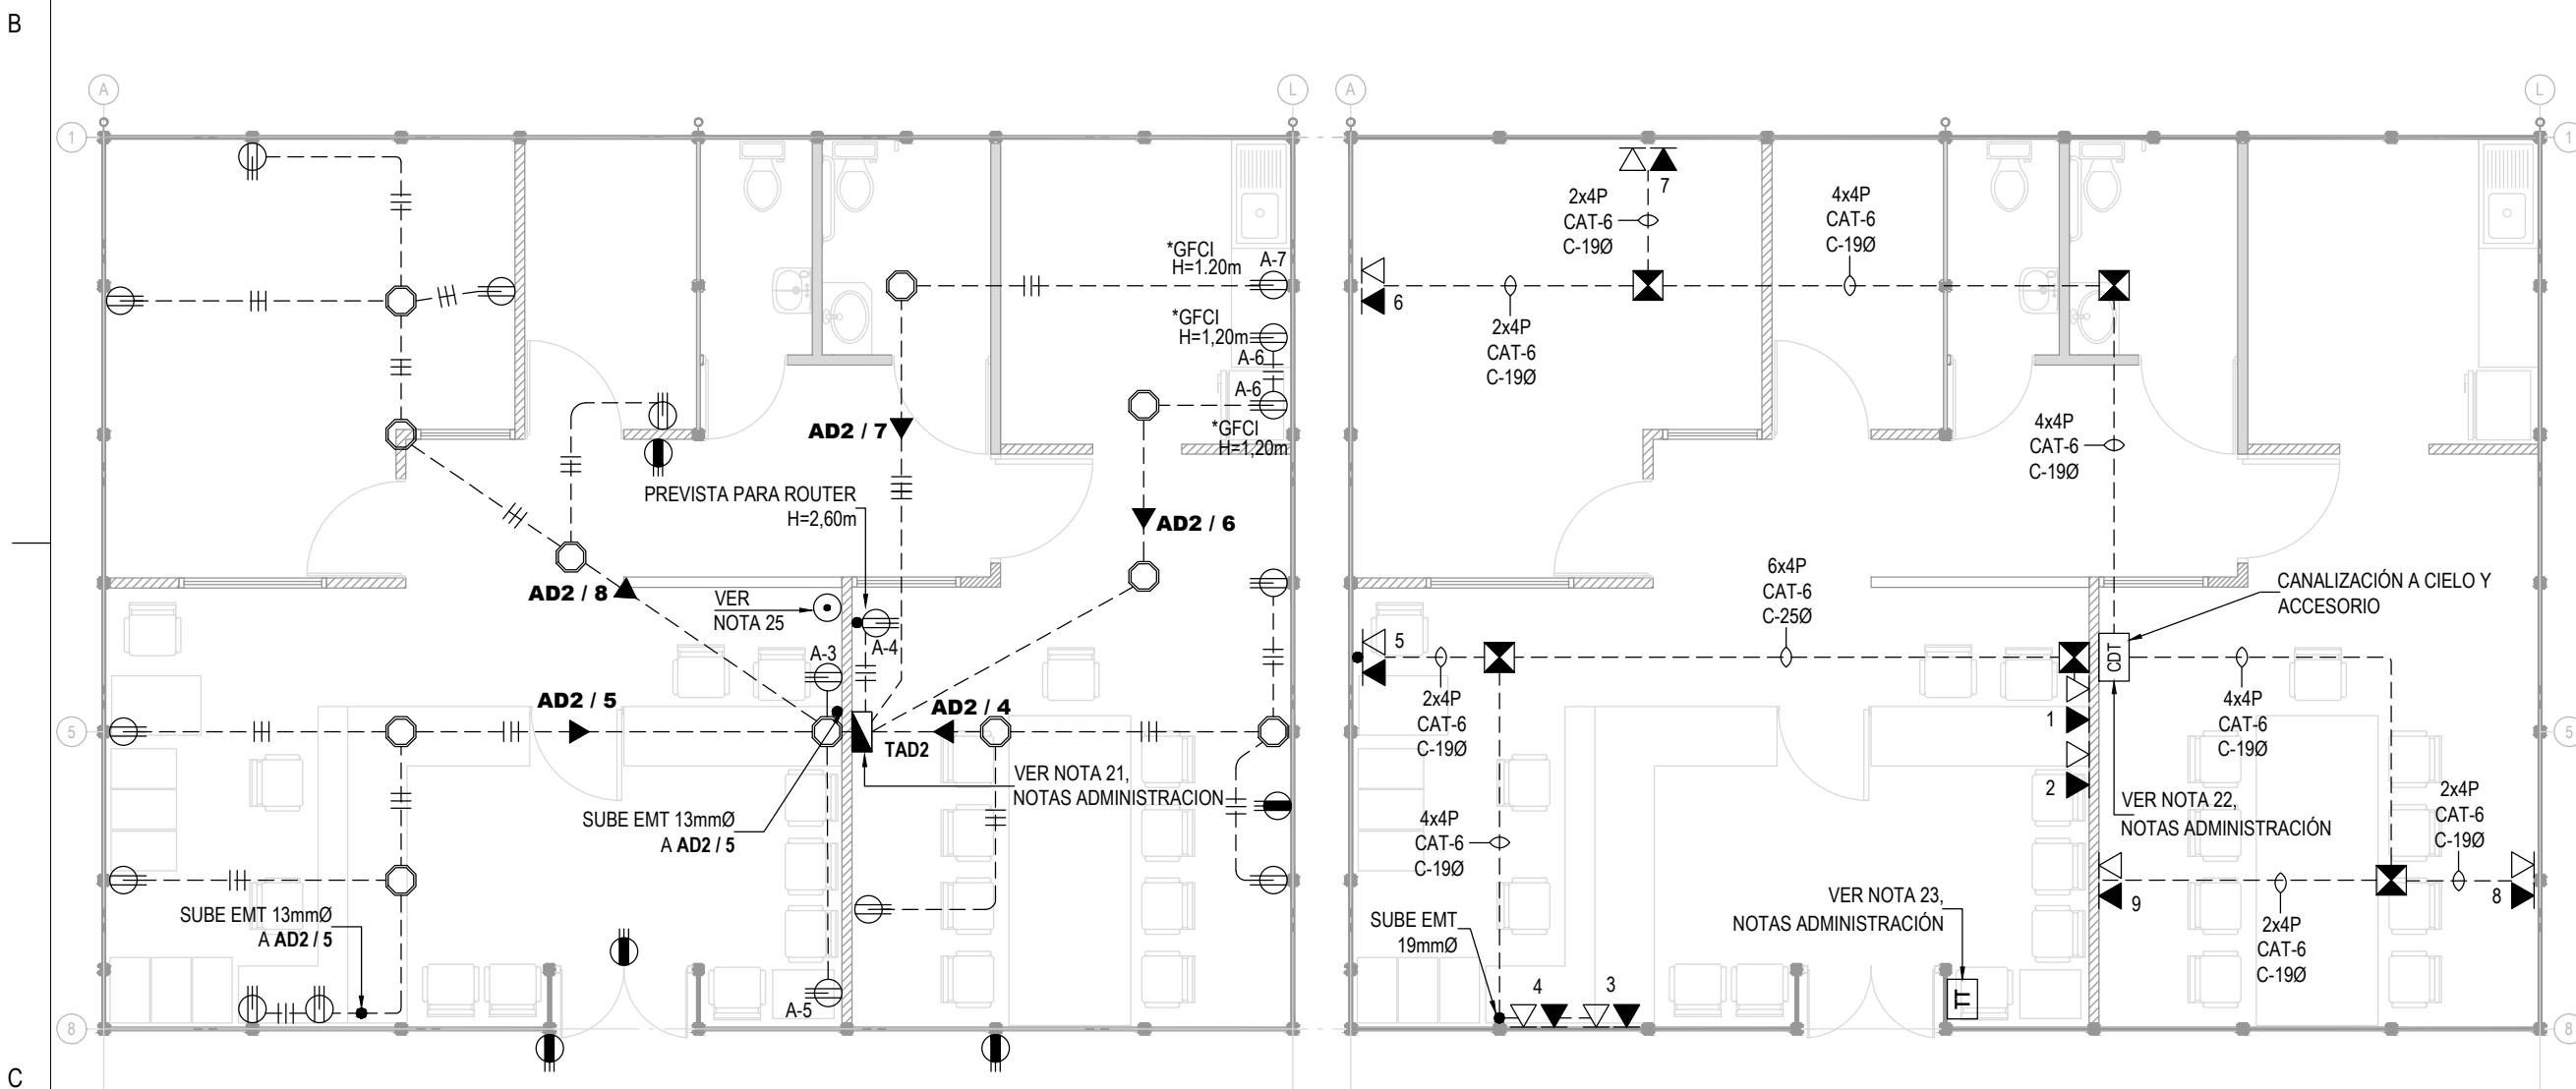 B
A
L
A
L
1
1
*GFCI
H=1.20m
A-7
*GFCI
H=1,20m
A-6
A-6
*GFCI
H=1,20m
AD2 / 7
PREVISTA PARA ROUTER
H=2,60m
AD2 / 6
AD2 / 8
VER
NOTA 25
A-3
A-4
AD2 / 5
AD2 / 4
TAD2
5
VER NOTA 21,
NOTAS ADMINISTRACION
SUBE EMT 13mmØ
A AD2 / 5
SUBE EMT 13mmØ
A AD2 / 5
A-5
8
C
7
2x4P
CAT-6
C-19Ø
4x4P
CAT-6
C-19Ø
6
2x4P
CAT-6
C-19Ø
4x4P
CAT-6
C-19Ø
6x4P
CAT-6
C-25Ø
CANALIZACIÓN A CIELO Y
ACCESORIO
5
CDT
2x4P
CAT-6
C-19Ø
4x4P
CAT-6
C-19Ø
1
2
5
VER NOTA 22,
NOTAS ADMINISTRACIÓN
2x4P
CAT-6
C-19Ø
4x4P
CAT-6
C-19Ø
VER NOTA 23,
NOTAS ADMINISTRACIÓN
9
8
2x4P
CAT-6
C-19Ø
SUBE EMT
19mmØ
4
3
TT
8